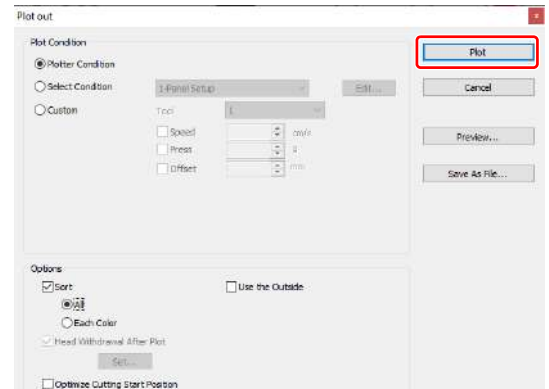 Plot out
Plot Condition
Plotter Condition
Select Condition
1-Panel Setup
Edit...
Custom
Tool
1
Speed
cm/s
Press
g
Offset
mm
Plot
Cancel
Preview...
Save As File...
Options
Sort
Use the Outside
All
Each Color
Head Withdrawal After Plot
Set...
Optimize Cutting Start Position